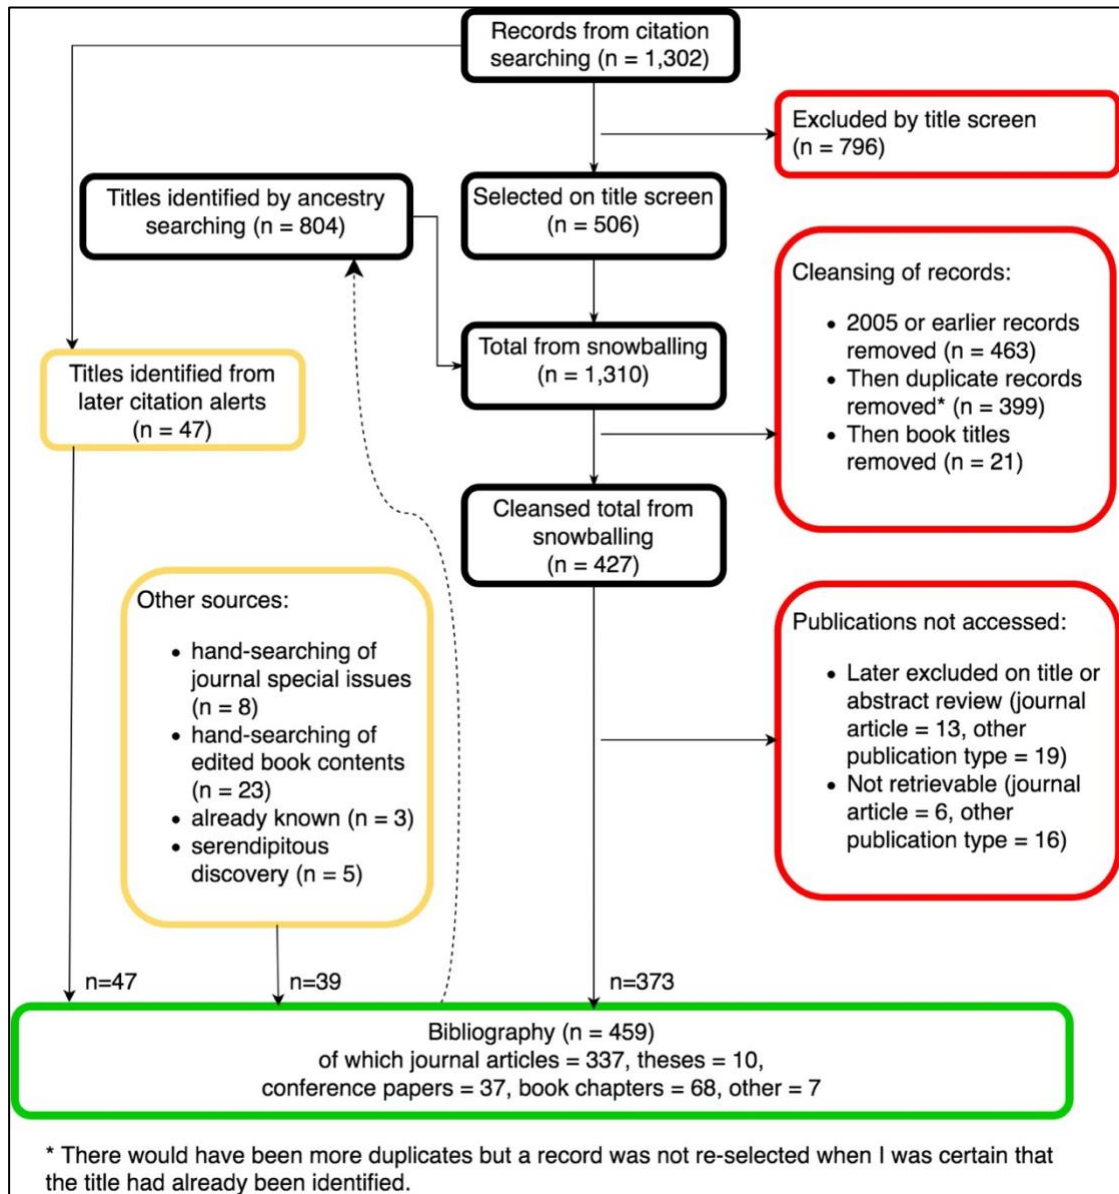 Records from citation
searching (n = 1,302)
Excluded by title screen
(n = 796)
Titles identified by ancestry
searching (n = 804)
Selected on title screen
(n = 506)
Cleansing of records:
• 2005 or earlier records
removed (n = 463)
• Then duplicate records
removed* (n = 399)
• Then book titles
removed (n = 21)
Total from snowballing
(n = 1,310)
Titles identified from
later citation alerts
(n = 47)
Cleansed total from
snowballing
(n = 427)
Other sources:
• hand-searching of
journal special issues
(n = 8)
• hand-searching of
edited book contents
(n = 23)
• already known (n = 3)
• serendipitous
discovery (n = 5)
Publications not accessed:
• Later excluded on title or
abstract review (journal
article = 13, other
publication type = 19)
• Not retrievable (journal
article = 6, other
publication type = 16)
n=47
n=39
n=373
Bibliography (n = 459)
of which journal articles = 337, theses = 10,
conference papers = 37, book chapters = 68, other = 7
* There would have been more duplicates but a record was not re-selected when I was certain that
the title had already been identified.